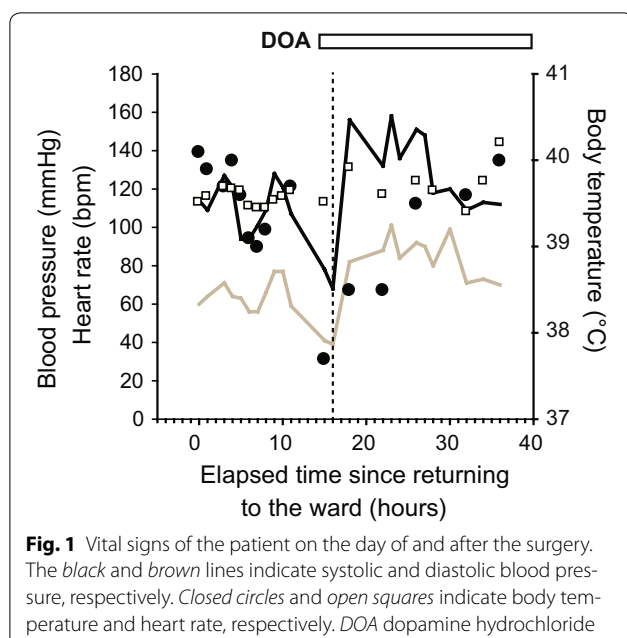 DOA
180
160
140
120
100
80
60
40
20
0
Blood pressure (mmHg)
Heart rate (bpm)
41
40
39
38
37
Body temperature (°C)
0 10 20 30 40
Elapsed time since returning
to the ward (hours)
Fig. 1 Vital signs of the patient on the day of and after the surgery.
The black and brown lines indicate systolic and diastolic blood pres-
sure, respectively. Closed circles and open squares indicate body tem-
perature and heart rate, respectively. DOA dopamine hydrochloride